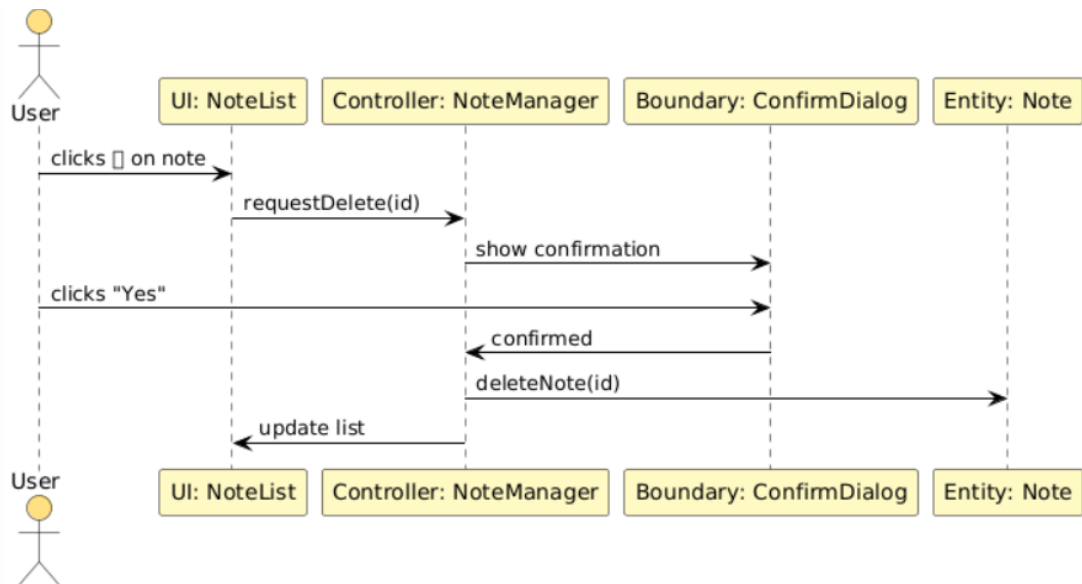 User
UI: NoteList
Controller: NoteManager
Boundary: ConfirmDialog
Entity: Note
clicks ▯ on note
requestDelete(id)
show confirmation
clicks "Yes"
confirmed
deleteNote(id)
update list
User
UI: NoteList
Controller: NoteManager
Boundary: ConfirmDialog
Entity: Note